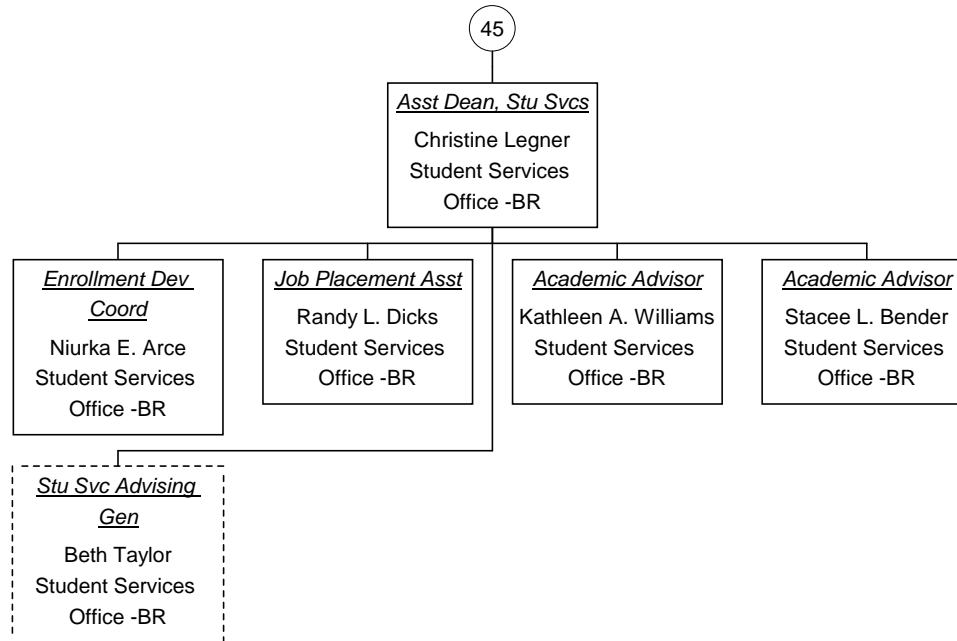 45
Asst Dean, Stu Svcs
Christine Legner
Student Services
Office -BR
Enrollment Dev
Coord
Niurka E. Arce
Student Services
Office -BR
Job Placement Asst
Randy L. Dicks
Student Services
Office -BR
Academic Advisor
Kathleen A. Williams
Student Services
Office -BR
Academic Advisor
Stacee L. Bender
Student Services
Office -BR
Stu Svc Advising
Gen
Beth Taylor
Student Services
Office -BR